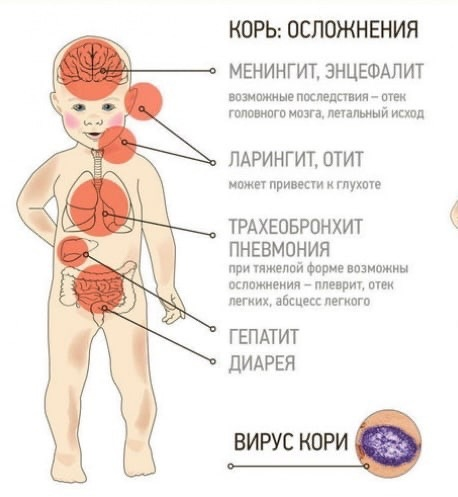 КОРЬ: ОСЛОЖНЕНИЯ
МЕНИНГИТ, ЭНЦЕФАЛИТ
возможные последствия – отек
головного мозга, летальный исход
ЛАРИНГИТ, ОТИТ
может привести к глухоте
ТРАХЕОБРОНХИТ
ПНЕВМОНИЯ
при тяжелой форме возможны
осложнения – плеврит, отек
легких, абсцесс легкого
ГЕПАТИТ
ДИАРЕЯ
ВИРУС КОРИ